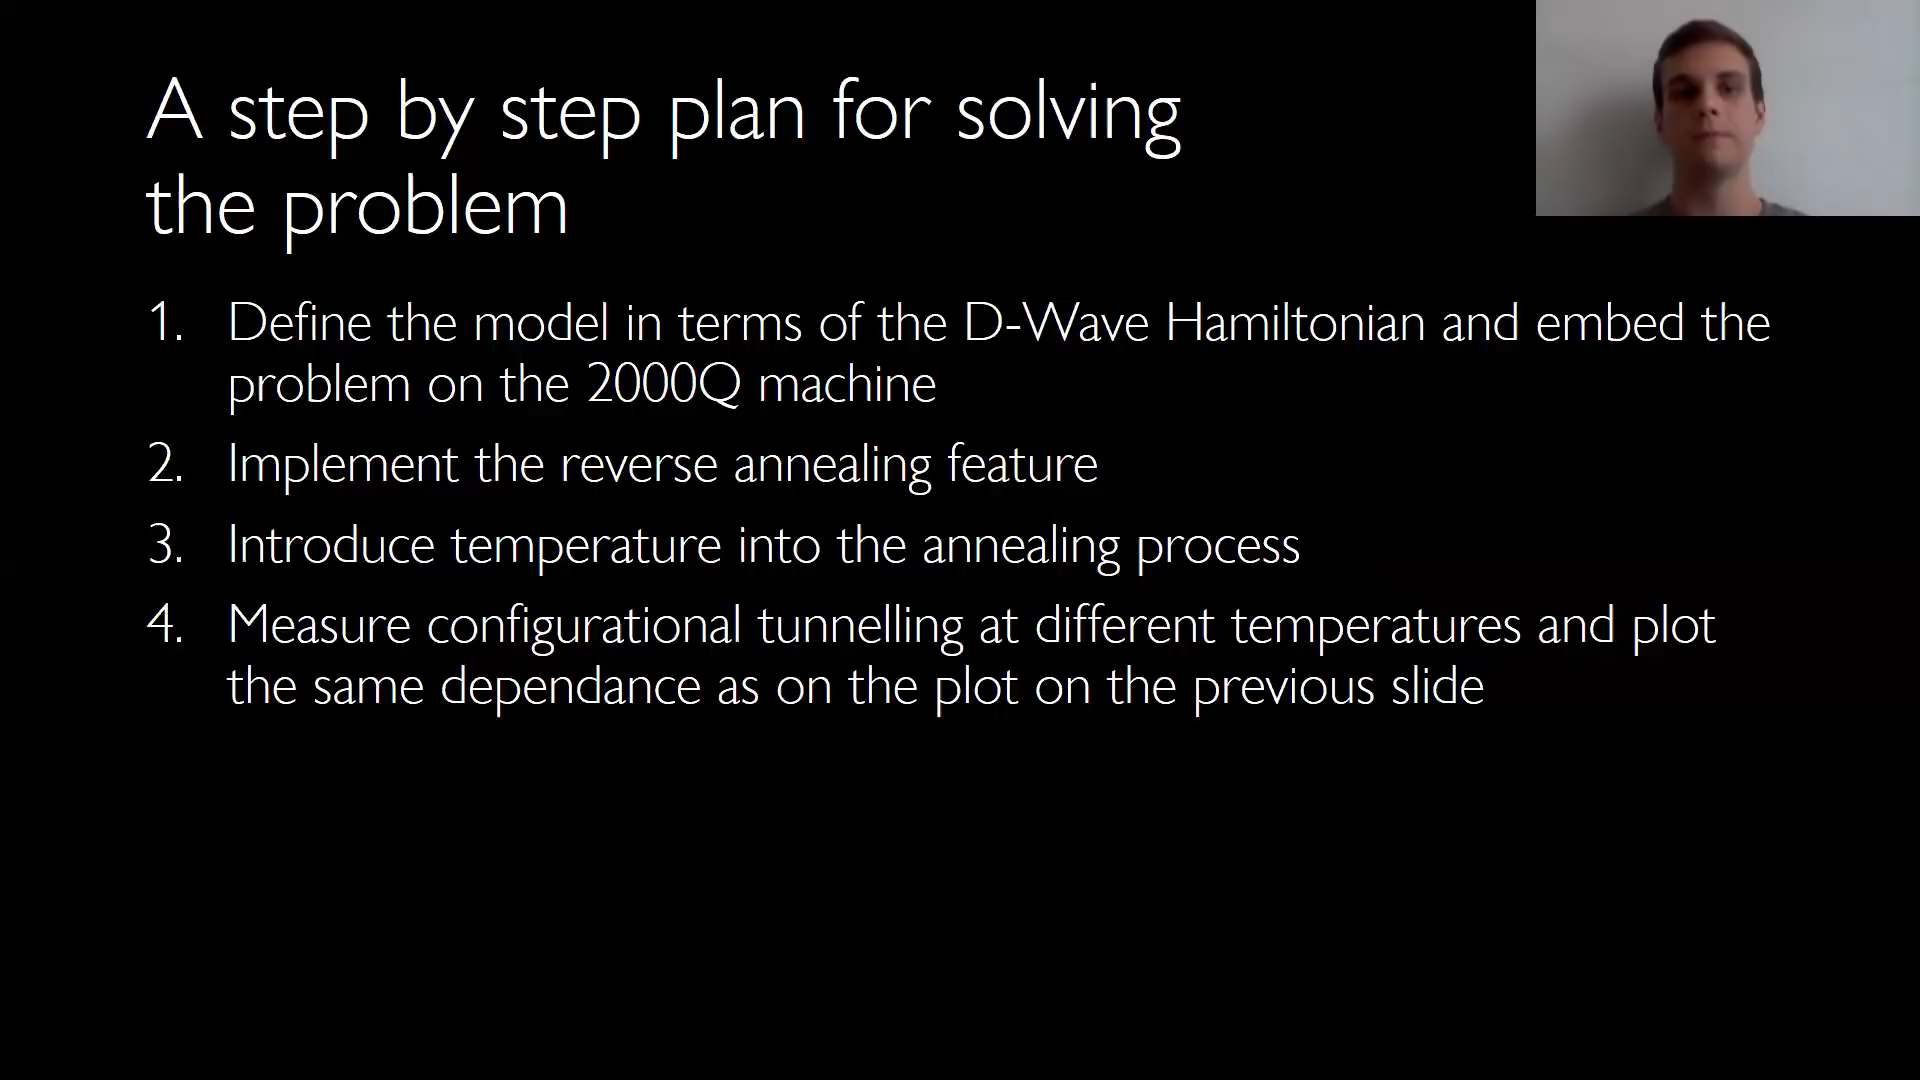 A step by step plan for solving
the problem
1. Define the model in terms of the D-Wave Hamiltonian and embed the
problem on the 2000Q machine
2. Implement the reverse annealing feature
3. Introduce temperature into the annealing process
4. Measure configurational tunnelling at different temperatures and plot
the same dependance as on the plot on the previous slide